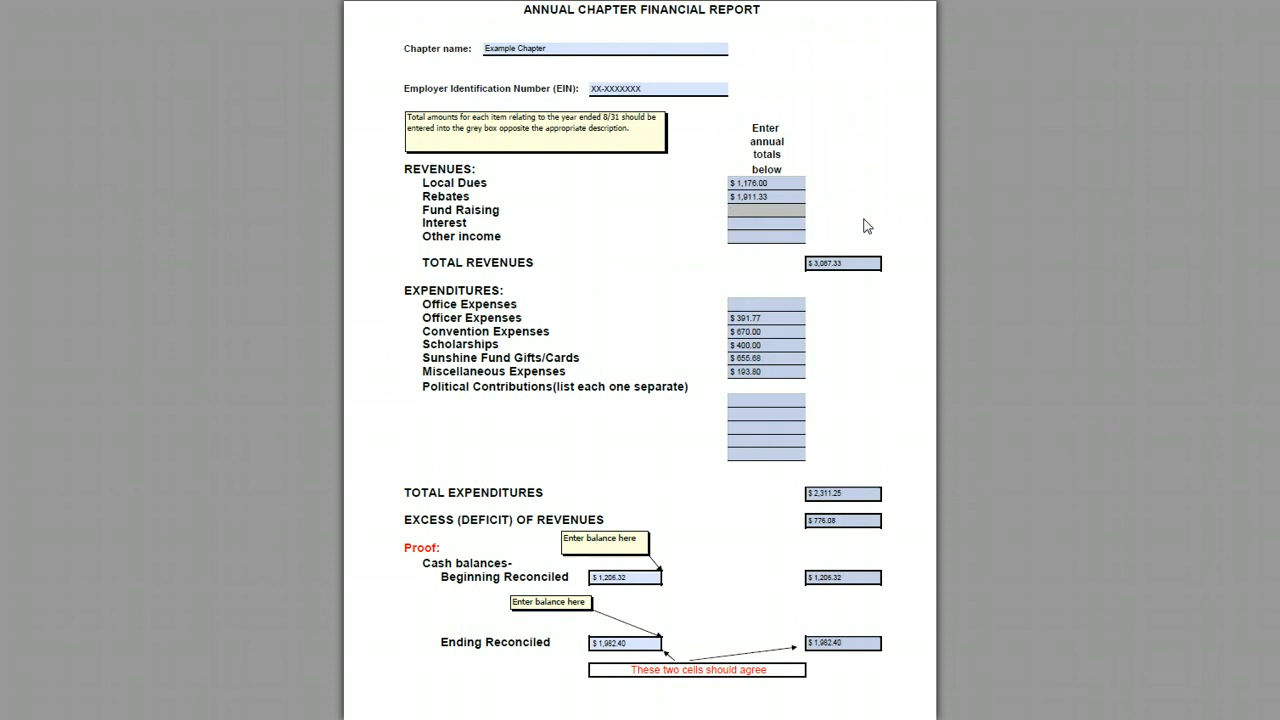 ANNUAL CHAPTER FINANCIAL REPORT
Chapter name: Example Chapter
Employer Identification Number (EIN): XX-XXXXXXX
Total amounts for each item relating to the year ended 8/31 should be
entered into the grey box opposite the appropriate description.
Enter
annual
totals
below
REVENUES:
Local Dues $ 1,176.00
Rebates $ 1,911.33
Fund Raising
Interest
Other income
TOTAL REVENUES $ 3,087.33
EXPENDITURES:
Office Expenses
Officer Expenses $ 391.77
Convention Expenses $ 670.00
Scholarships $ 400.00
Sunshine Fund Gifts/Cards $ 655.68
Miscellaneous Expenses $ 193.80
Political Contributions(list each one separate)
TOTAL EXPENDITURES $ 2,311.25
EXCESS (DEFICIT) OF REVENUES $ 776.08
Enter balance here
Proof:
Cash balances-
Beginning Reconciled $ 1,206.32 $ 1,206.32
Enter balance here
Ending Reconciled $ 1,982.40 $ 1,982.40
These two cells should agree